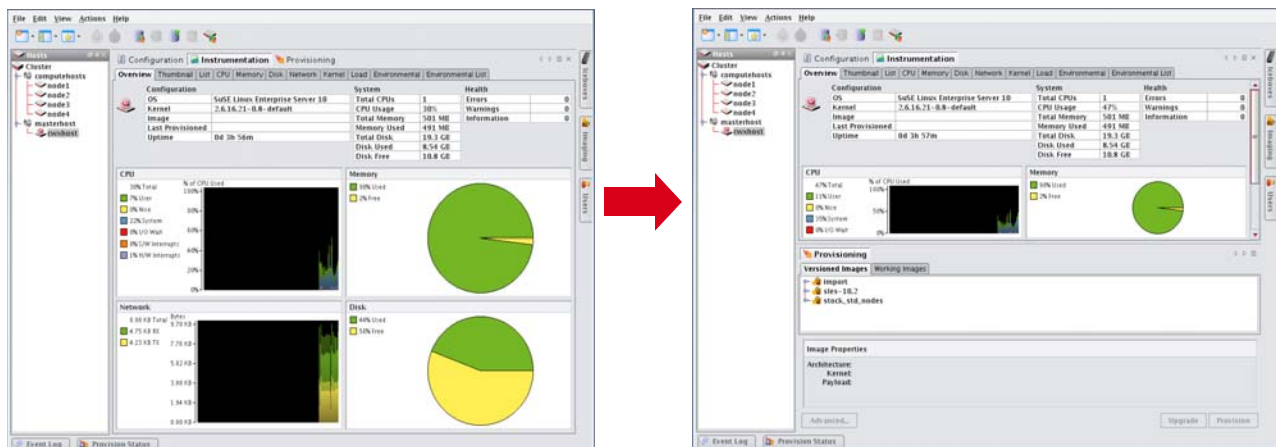 File Edit View Actions Help
Hosts
Cluster
computehosts
node1
node2
node3
node4
masterhost
cwxhost
Configuration Instrumentation Provisioning
Overview Thumbnail List CPU Memory Disk Network Kernel Load Environmental Environmental List
Configuration System Health
OS SuSE Linux Enterprise Server 10 Total CPUs 1 Errors 0
Kernel 2.6.16.21-0.8-default CPU Usage 30% Warnings 0
Image Total Memory 501 MB Information 0
Last Provisioned Memory Used 491 MB
Uptime 0d 3h 56m Total Disk 19.3 GB
Disk Used 8.54 GB
Disk Free 10.8 GB
CPU
30% Total % of CPU Used
7% User 100%
0% Nice 80%
22% System
0% I/O Wait 60%
0% S/W Interrupts
1% H/W Interrupts 40%
20%
0%
Memory
98% Used
2% Free
Network
Bytes
4.75 KB RX
4.23 KB TX
5.82 KB
3.88 KB
1.94 KB
0.00 KB
Disk
44% Used
56% Free
Iceboxes
Imaging
Users
Event Log Provision Status
File Edit View Actions Help
Hosts
Cluster
computehosts
node1
node2
node3
node4
masterhost
cwxhost
Configuration Instrumentation
Overview Thumbnail List CPU Memory Disk Network Kernel Load Environmental Environmental List
Configuration System Health
OS SuSE Linux Enterprise Server 10 Total CPUs 1 Errors 0
Kernel 2.6.16.21-0.8-default CPU Usage 47% Warnings 0
Image Total Memory 501 MB Information 0
Last Provisioned Memory Used 491 MB
Uptime 0d 3h 57m Total Disk 19.3 GB
Disk Used 8.54 GB
Disk Free 10.8 GB
CPU
47% Total % of CPU Used
11% User 100%
0% Nice 50%
System
0% I/O Wait 0%
Memory
98% Used
2% Free
Provisioning
Versioned Images Working Images
import
sles-10.2
stock_std_nodes
Image Properties
Architecture:
Kernel:
Payload:
Advanced... Upgrade Provision
Iceboxes
Imaging
Users
Event Log Provision Status